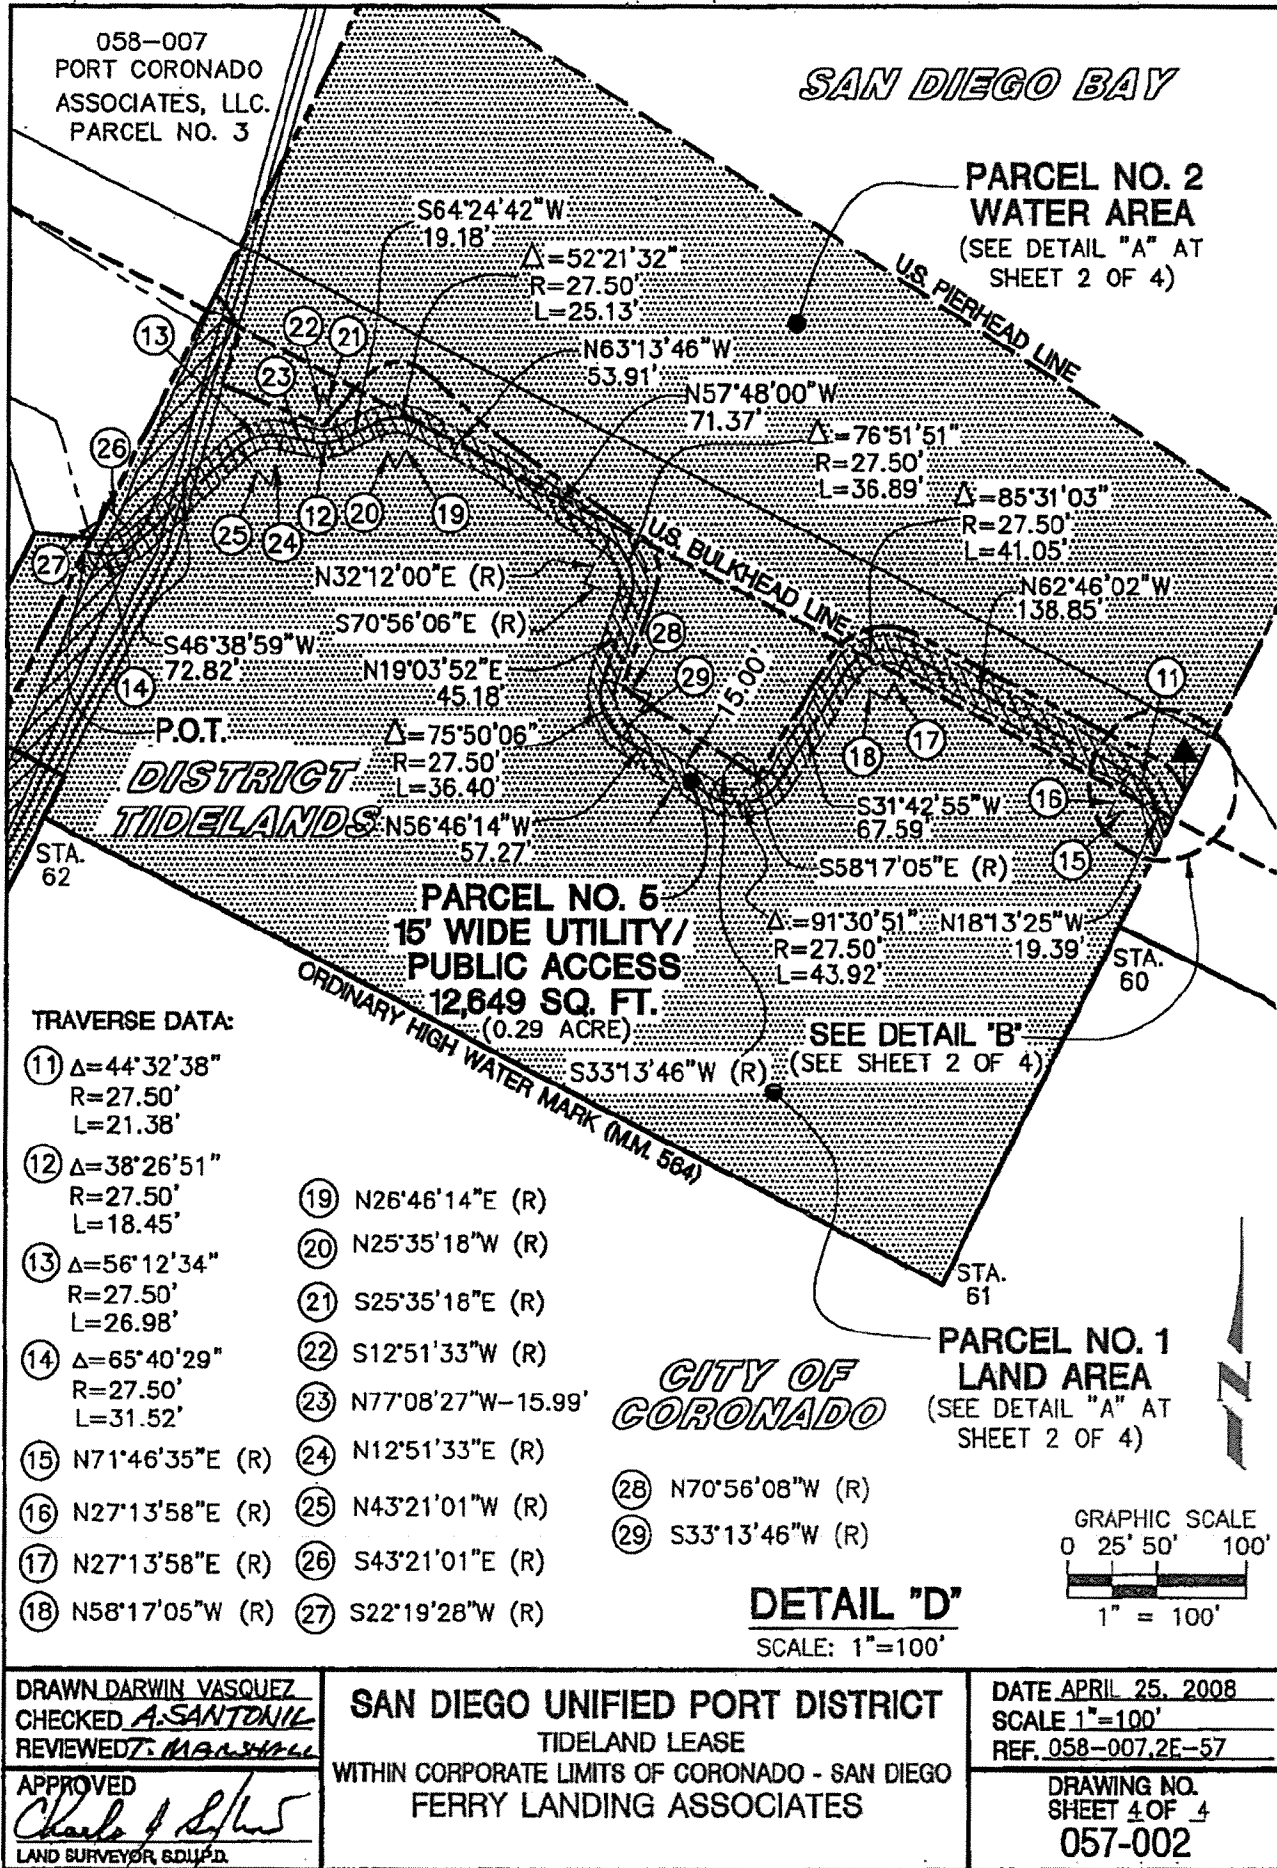 058-007
PORT CORONADO
ASSOCIATES, LLC.
PARCEL NO. 3
SAN DIEGO BAY
PARCEL NO. 2
WATER AREA
(SEE DETAIL "A" AT
SHEET 2 OF 4)
U.S. PIERHEAD LINE
S64°24'42"W
19.18'
Δ=52°21'32"
R=27.50'
L=25.13'
N63°13'46"W
53.91'
N57°48'00"W
71.37'
Δ=76°51'51"
R=27.50'
L=36.89'
Δ=85°31'03"
R=27.50'
L=41.05'
N62°46'02"W
138.85'
13
22
21
23
26
27
25
24
12
20
19
14
28
29
18
17
11
16
15
U.S. BULKHEAD LINE
N32°12'00"E (R)
S70°56'06"E (R)
N19°03'52"E
45.18'
S46°38'59"W
72.82'
P.O.T.
15.00'
Δ=75°50'06"
R=27.50'
L=36.40'
DISTRICT
TIDELANDS
N56°46'14"W
57.27'
S31°42'55"W
67.59'
S58°17'05"E (R)
STA.
62
PARCEL NO. 5
15' WIDE UTILITY/
PUBLIC ACCESS
12,649 SQ. FT.
(0.29 ACRE)
Δ=91°30'51"
R=27.50'
L=43.92'
N18°13'25"W
19.39'
STA.
60
SEE DETAIL "B"
(SEE SHEET 2 OF 4)
S33°13'46"W (R)
ORDINARY HIGH WATER MARK (M.M. 564)
STA.
61
PARCEL NO. 1
LAND AREA
(SEE DETAIL "A" AT
SHEET 2 OF 4)
CITY OF
CORONADO
N
TRAVERSE DATA:
11 Δ=44°32'38"
R=27.50'
L=21.38'
12 Δ=38°26'51"
R=27.50'
L=18.45'
13 Δ=56°12'34"
R=27.50'
L=26.98'
14 Δ=65°40'29"
R=27.50'
L=31.52'
15 N71°46'35"E (R)
16 N27°13'58"E (R)
17 N27°13'58"E (R)
18 N58°17'05"W (R)
19 N26°46'14"E (R)
20 N25°35'18"W (R)
21 S25°35'18"E (R)
22 S12°51'33"W (R)
23 N77°08'27"W-15.99'
24 N12°51'33"E (R)
25 N43°21'01"W (R)
26 S43°21'01"E (R)
27 S22°19'28"W (R)
28 N70°56'08"W (R)
29 S33°13'46"W (R)
GRAPHIC SCALE
0 25' 50' 100'
1" = 100'
DETAIL "D"
SCALE: 1"=100'
DRAWN DARWIN VASQUEZ
CHECKED A. SANTONIL
REVIEWED T. MARSHALL
APPROVED
LAND SURVEYOR, S.D.U.P.D.
SAN DIEGO UNIFIED PORT DISTRICT
TIDELAND LEASE
WITHIN CORPORATE LIMITS OF CORONADO - SAN DIEGO
FERRY LANDING ASSOCIATES
DATE APRIL 25, 2008
SCALE 1"=100'
REF. 058-007,2E-57
DRAWING NO.
SHEET 4 OF 4
057-002